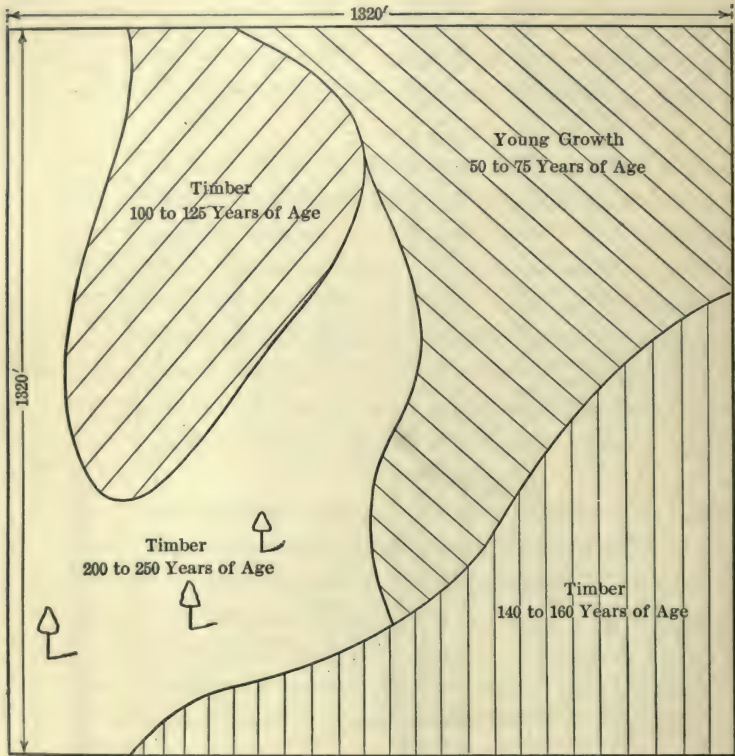 1320′
Young Growth
50 to 75 Years of Age
Timber
100 to 125 Years of Age
1320′
Timber
200 to 250 Years of Age
Timber
140 to 160 Years of Age